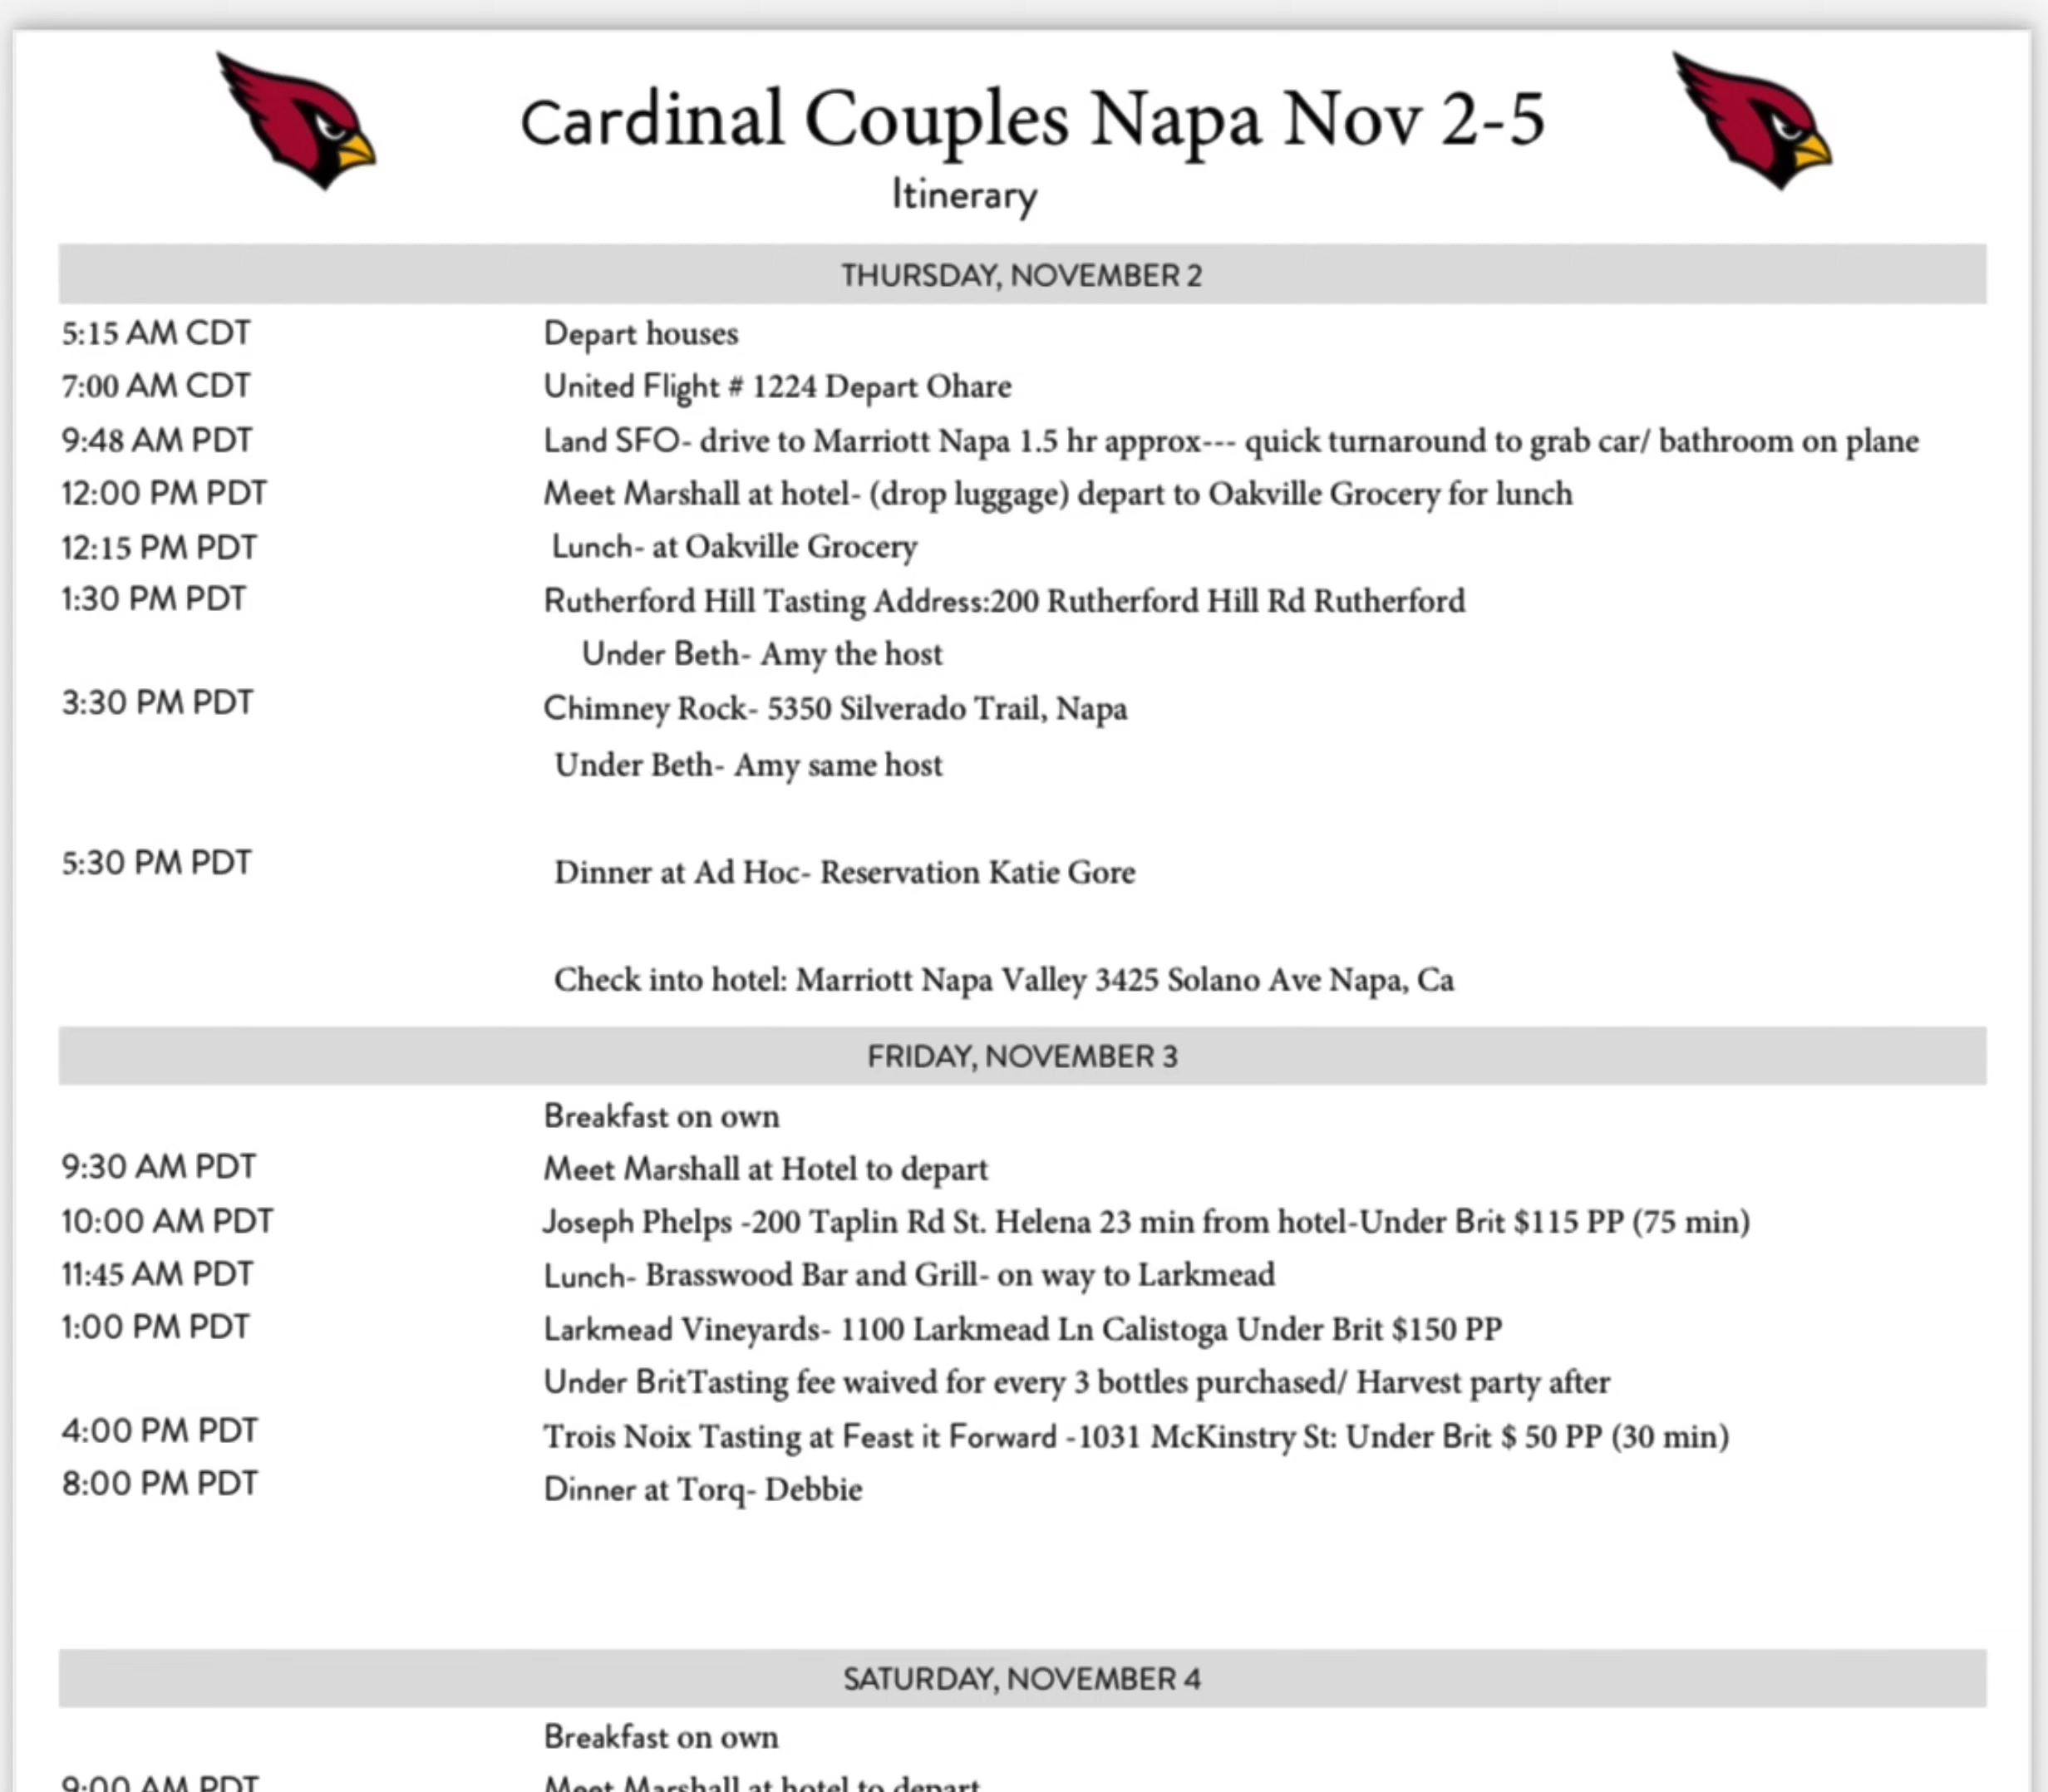 Cardinal Couples Napa Nov 2-5
Itinerary
THURSDAY, NOVEMBER 2
5:15 AM CDT Depart houses
7:00 AM CDT United Flight # 1224 Depart Ohare
9:48 AM PDT Land SFO- drive to Marriott Napa 1.5 hr approx--- quick turnaround to grab car/ bathroom on plane
12:00 PM PDT Meet Marshall at hotel- (drop luggage) depart to Oakville Grocery for lunch
12:15 PM PDT Lunch- at Oakville Grocery
1:30 PM PDT Rutherford Hill Tasting Address:200 Rutherford Hill Rd Rutherford
Under Beth- Amy the host
3:30 PM PDT Chimney Rock- 5350 Silverado Trail, Napa
Under Beth- Amy same host
5:30 PM PDT Dinner at Ad Hoc- Reservation Katie Gore
Check into hotel: Marriott Napa Valley 3425 Solano Ave Napa, Ca
FRIDAY, NOVEMBER 3
Breakfast on own
9:30 AM PDT Meet Marshall at Hotel to depart
10:00 AM PDT Joseph Phelps -200 Taplin Rd St. Helena 23 min from hotel-Under Brit $115 PP (75 min)
11:45 AM PDT Lunch- Brasswood Bar and Grill- on way to Larkmead
1:00 PM PDT Larkmead Vineyards- 1100 Larkmead Ln Calistoga Under Brit $150 PP
Under BritTasting fee waived for every 3 bottles purchased/ Harvest party after
4:00 PM PDT Trois Noix Tasting at Feast it Forward -1031 McKinstry St: Under Brit $ 50 PP (30 min)
8:00 PM PDT Dinner at Torq- Debbie
SATURDAY, NOVEMBER 4
Breakfast on own
9:00 AM PDT Meet Marshall at hotel to depart